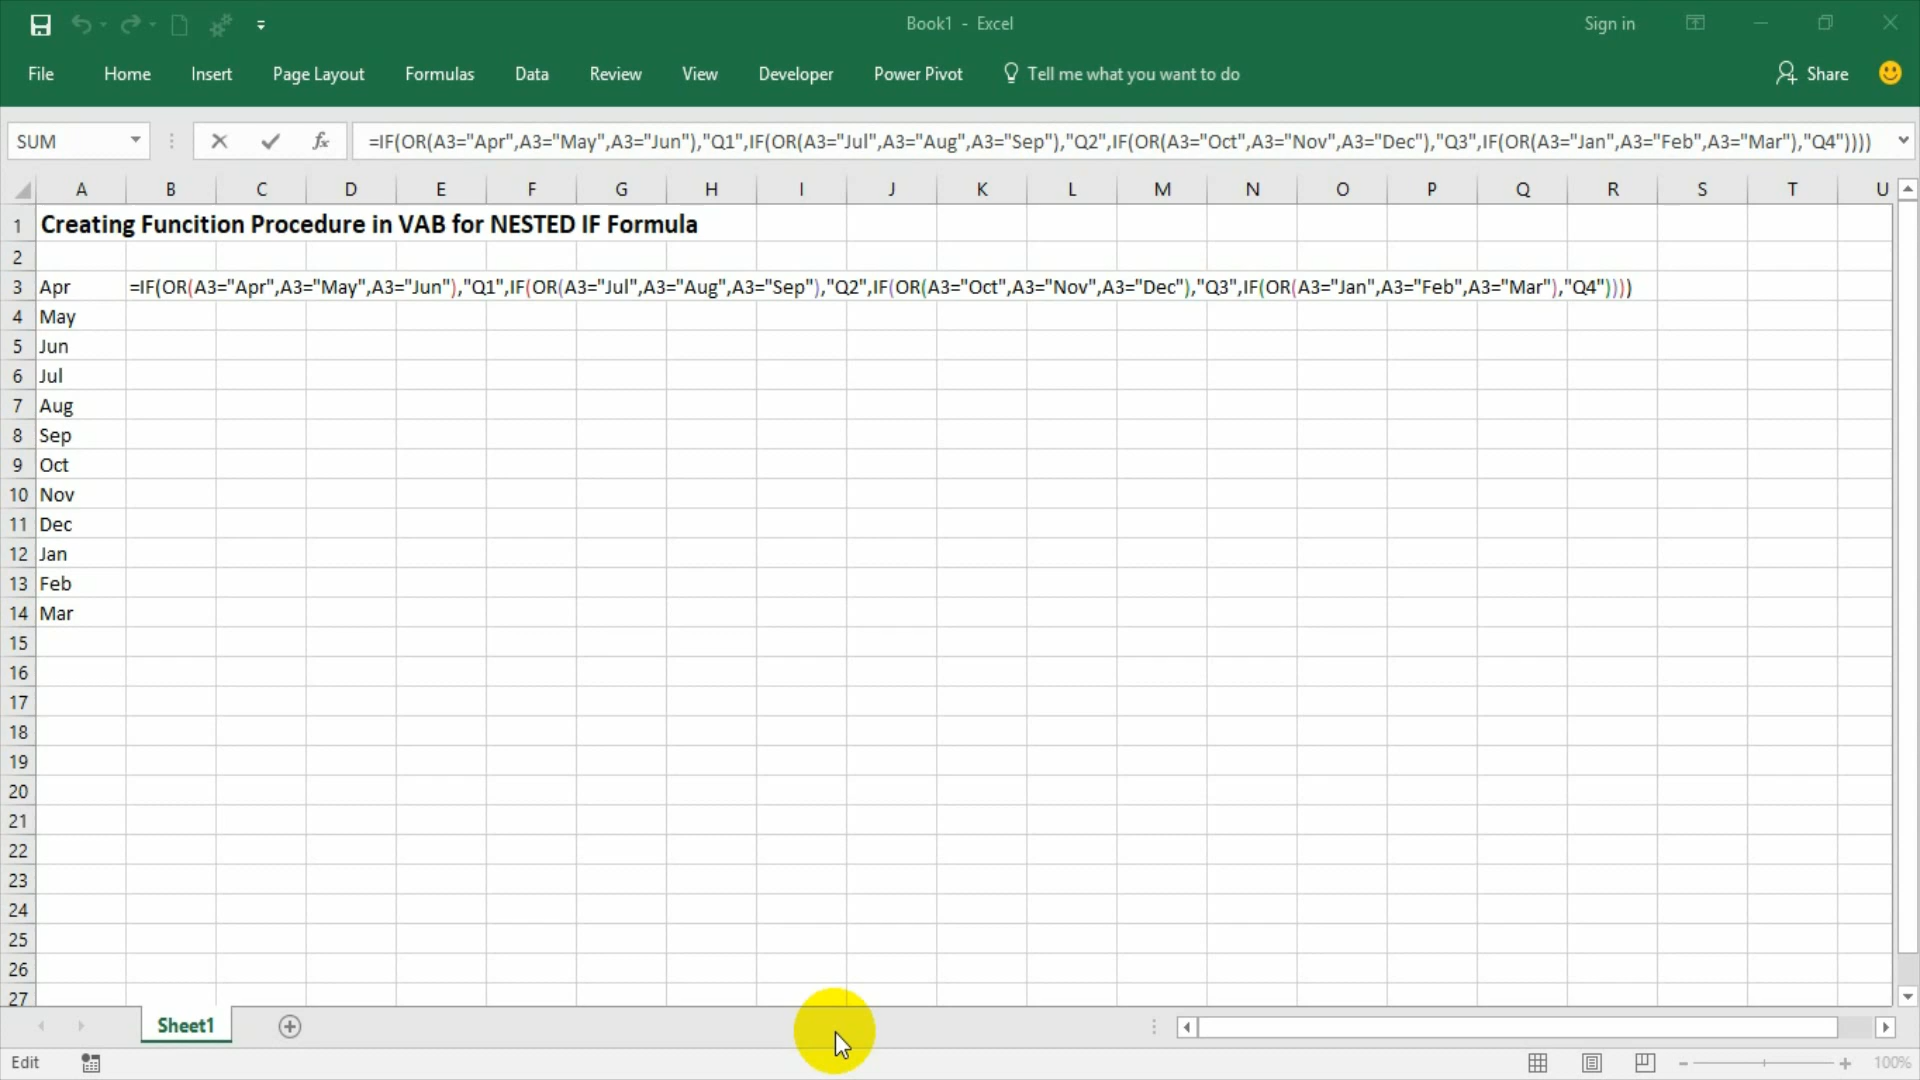 Book1 - Excel
Sign in
File Home Insert Page Layout Formulas Data Review View Developer Power Pivot Tell me what you want to do Share
SUM fx =IF(OR(A3="Apr",A3="May",A3="Jun"),"Q1",IF(OR(A3="Jul",A3="Aug",A3="Sep"),"Q2",IF(OR(A3="Oct",A3="Nov",A3="Dec"),"Q3",IF(OR(A3="Jan",A3="Feb",A3="Mar"),"Q4"))))
A B C D E F G H I J K L M N O P Q R S T U
1 Creating Funcition Procedure in VAB for NESTED IF Formula
2
3 Apr =IF(OR(A3="Apr",A3="May",A3="Jun"),"Q1",IF(OR(A3="Jul",A3="Aug",A3="Sep"),"Q2",IF(OR(A3="Oct",A3="Nov",A3="Dec"),"Q3",IF(OR(A3="Jan",A3="Feb",A3="Mar"),"Q4"))))
4 May
5 Jun
6 Jul
7 Aug
8 Sep
9 Oct
10 Nov
11 Dec
12 Jan
13 Feb
14 Mar
15
16
17
18
19
20
21
22
23
24
25
26
27
Sheet1
Edit
100%